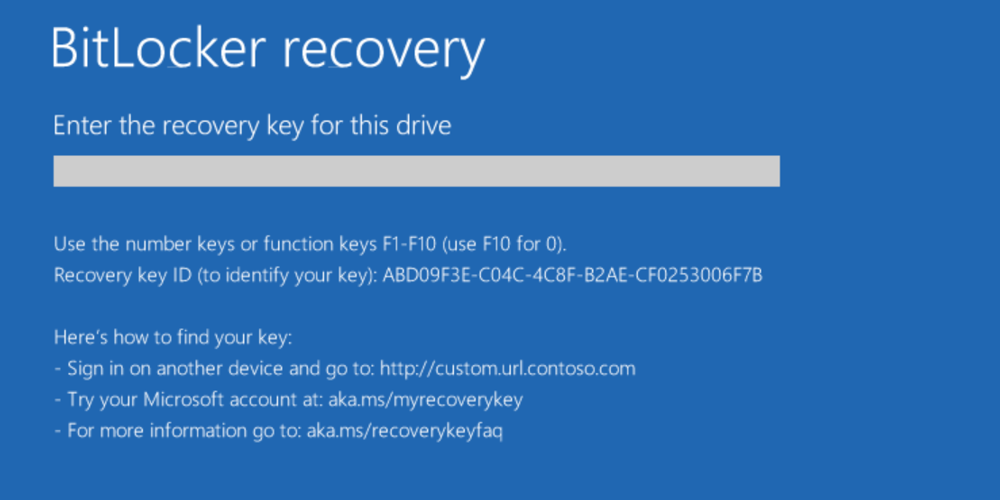 BitLocker recovery
Enter the recovery key for this drive
Use the number keys or function keys F1-F10 (use F10 for 0).
Recovery key ID (to identify your key): ABD09F3E-C04C-4C8F-B2AE-CF0253006F7B
Here's how to find your key:
- Sign in on another device and go to: http://custom.url.contoso.com
- Try your Microsoft account at: aka.ms/myrecoverykey
- For more information go to: aka.ms/recoverykeyfaq